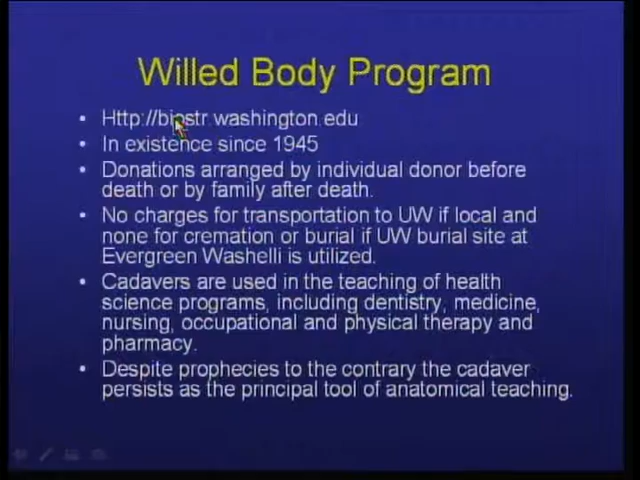 Willed Body Program
• Http://biostr.washington.edu
• In existence since 1945
• Donations arranged by individual donor before
death or by family after death.
• No charges for transportation to UW if local and
none for cremation or burial if UW burial site at
Evergreen Washelli is utilized.
• Cadavers are used in the teaching of health
science programs, including dentistry, medicine,
nursing, occupational and physical therapy and
pharmacy.
• Despite prophecies to the contrary the cadaver
persists as the principal tool of anatomical teaching.